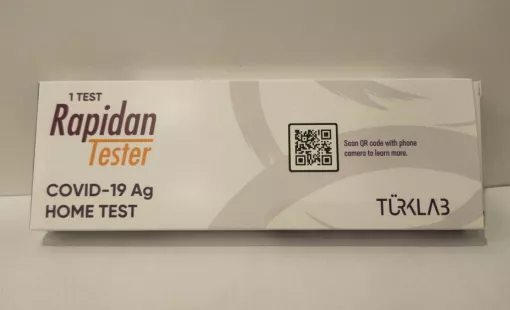 1 TEST
Rapidan
Tester
COVID-19 Ag
HOME TEST
Scan QR code with phone
camera to learn more.
TÜRKLAB